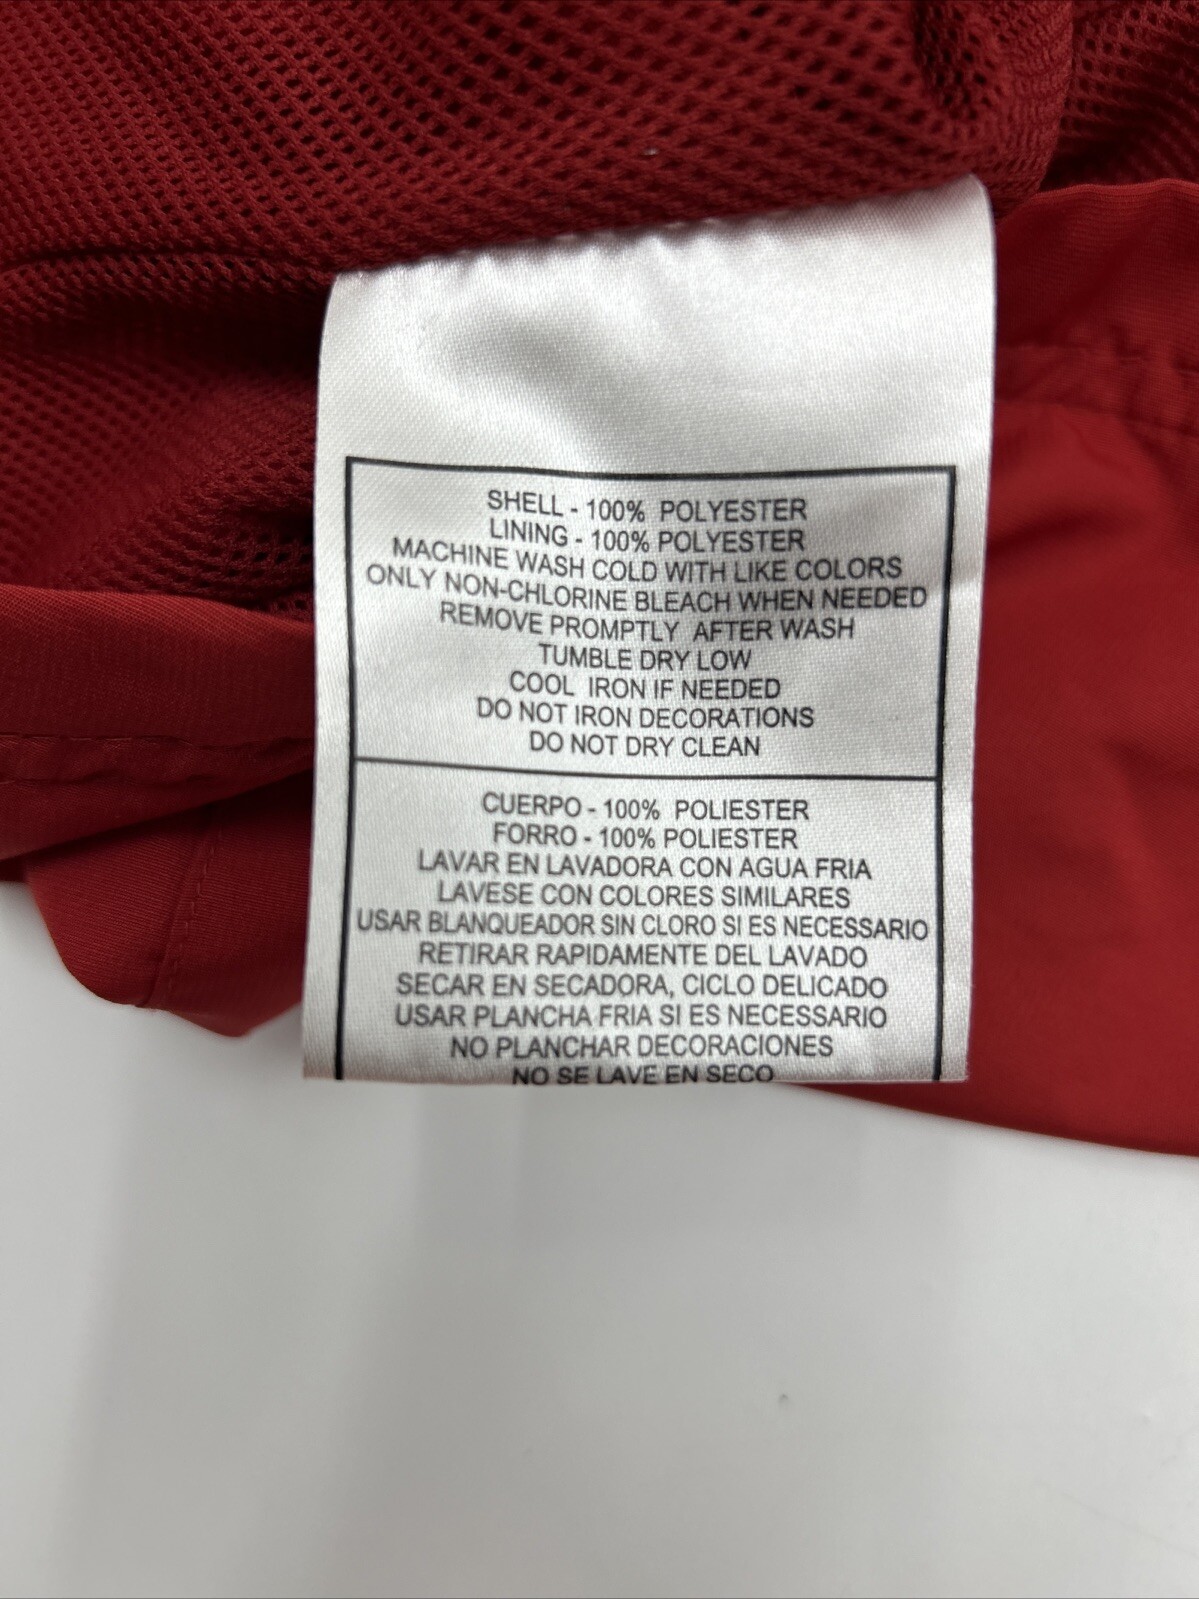 SHELL - 100% POLYESTER
LINING - 100% POLYESTER
MACHINE WASH COLD WITH LIKE COLORS
ONLY NON-CHLORINE BLEACH WHEN NEEDED
REMOVE PROMPTLY AFTER WASH
TUMBLE DRY LOW
COOL IRON IF NEEDED
DO NOT IRON DECORATIONS
DO NOT DRY CLEAN
CUERPO - 100% POLIESTER
FORRO - 100% POLIESTER
LAVAR EN LAVADORA CON AGUA FRIA
LAVESE CON COLORES SIMILARES
USAR BLANQUEADOR SIN CLORO SI ES NECESSARIO
RETIRAR RAPIDAMENTE DEL LAVADO
SECAR EN SECADORA, CICLO DELICADO
USAR PLANCHA FRIA SI ES NECESSARIO
NO PLANCHAR DECORACIONES
NO SE LAVE EN SECO